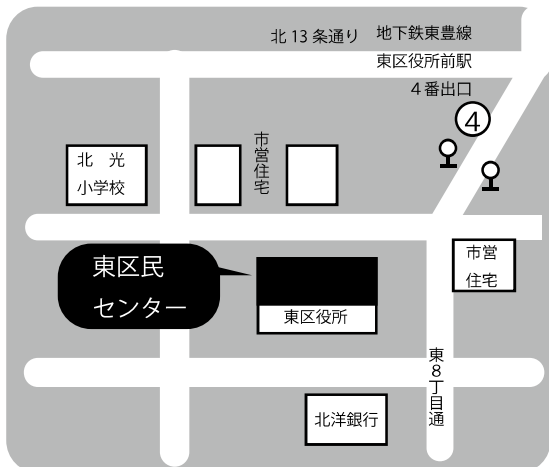 北13条通り
地下鉄東豊線
東区役所前駅
４番出口
4
市営住宅
北　光
小学校
東区民
センター
東区役所
市営
住宅
東８丁目通
北洋銀行